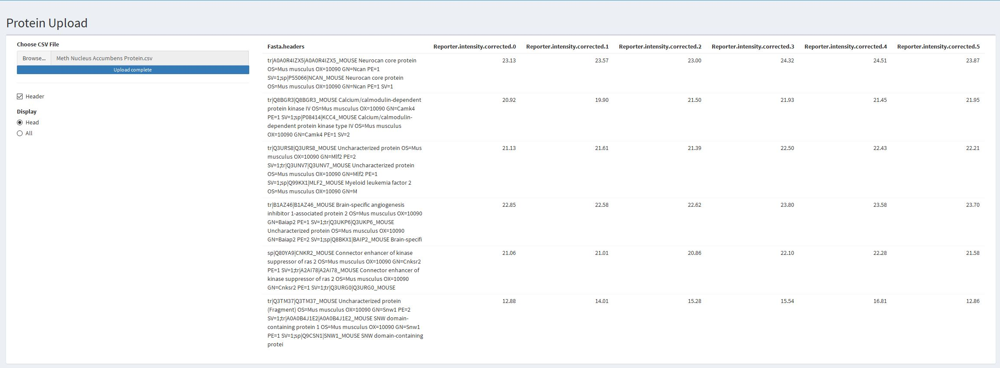 Protein Upload
Choose CSV File
Browse... Meth Nucleus Accumbens Protein.csv
Upload complete
Header
Display
Head
All
Fasta.headers Reporter.intensity.corrected.0 Reporter.intensity.corrected.1 Reporter.intensity.corrected.2 Reporter.intensity.corrected.3 Reporter.intensity.corrected.4 Reporter.intensity.corrected.5
tr|A0A0R4IZX5|A0A0R4IZX5_MOUSE Neurocan core protein 23.13 23.57 23.00 24.32 24.51 23.87
OS=Mus musculus OX=10090 GN=Ncan PE=1
SV=1;sp|P55066|NCAN_MOUSE Neurocan core protein
OS=Mus musculus OX=10090 GN=Ncan PE=1 SV=1
tr|Q8BGR3|Q8BGR3_MOUSE Calcium/calmodulin-dependent 20.92 19.90 21.50 21.93 21.45 21.95
protein kinase IV OS=Mus musculus OX=10090 GN=Camk4
PE=1 SV=1;sp|P08414|KCC4_MOUSE Calcium/calmodulin-
dependent protein kinase type IV OS=Mus musculus
OX=10090 GN=Camk4 PE=1 SV=2
tr|Q3URS8|Q3URS8_MOUSE Uncharacterized protein OS=Mus 21.13 21.61 21.39 22.50 22.43 22.21
musculus OX=10090 GN=Mlf2 PE=2
SV=1;tr|Q3UNV7|Q3UNV7_MOUSE Uncharacterized protein
OS=Mus musculus OX=10090 GN=Mlf2 PE=1
SV=1;sp|Q99KX1|MLF2_MOUSE Myeloid leukemia factor 2
OS=Mus musculus OX=10090 GN=M
tr|B1AZ46|B1AZ46_MOUSE Brain-specific angiogenesis 22.85 22.58 22.62 23.80 23.58 23.70
inhibitor 1-associated protein 2 OS=Mus musculus OX=10090
GN=Baiap2 PE=1 SV=1;tr|Q3UKP6|Q3UKP6_MOUSE
Uncharacterized protein OS=Mus musculus OX=10090
GN=Baiap2 PE=2 SV=1;sp|Q8BKX1|BAIP2_MOUSE Brain-specifi
sp|Q80YA9|CNKR2_MOUSE Connector enhancer of kinase 21.06 21.01 20.86 22.10 22.28 21.58
suppressor of ras 2 OS=Mus musculus OX=10090 GN=Cnksr2
PE=1 SV=1;tr|A2AI78|A2AI78_MOUSE Connector enhancer of
kinase suppressor of ras 2 OS=Mus musculus OX=10090
GN=Cnksr2 PE=1 SV=1;tr|Q3URG0|Q3URG0_MOUSE
tr|Q3TM37|Q3TM37_MOUSE Uncharacterized protein 12.88 14.01 15.28 15.54 16.81 12.86
(Fragment) OS=Mus musculus OX=10090 GN=Snw1 PE=2
SV=1;tr|A0A0B4J1E2|A0A0B4J1E2_MOUSE SNW domain-
containing protein 1 OS=Mus musculus OX=10090 GN=Snw1
PE=1 SV=1;sp|Q9CSN1|SNW1_MOUSE SNW domain-containing
protei